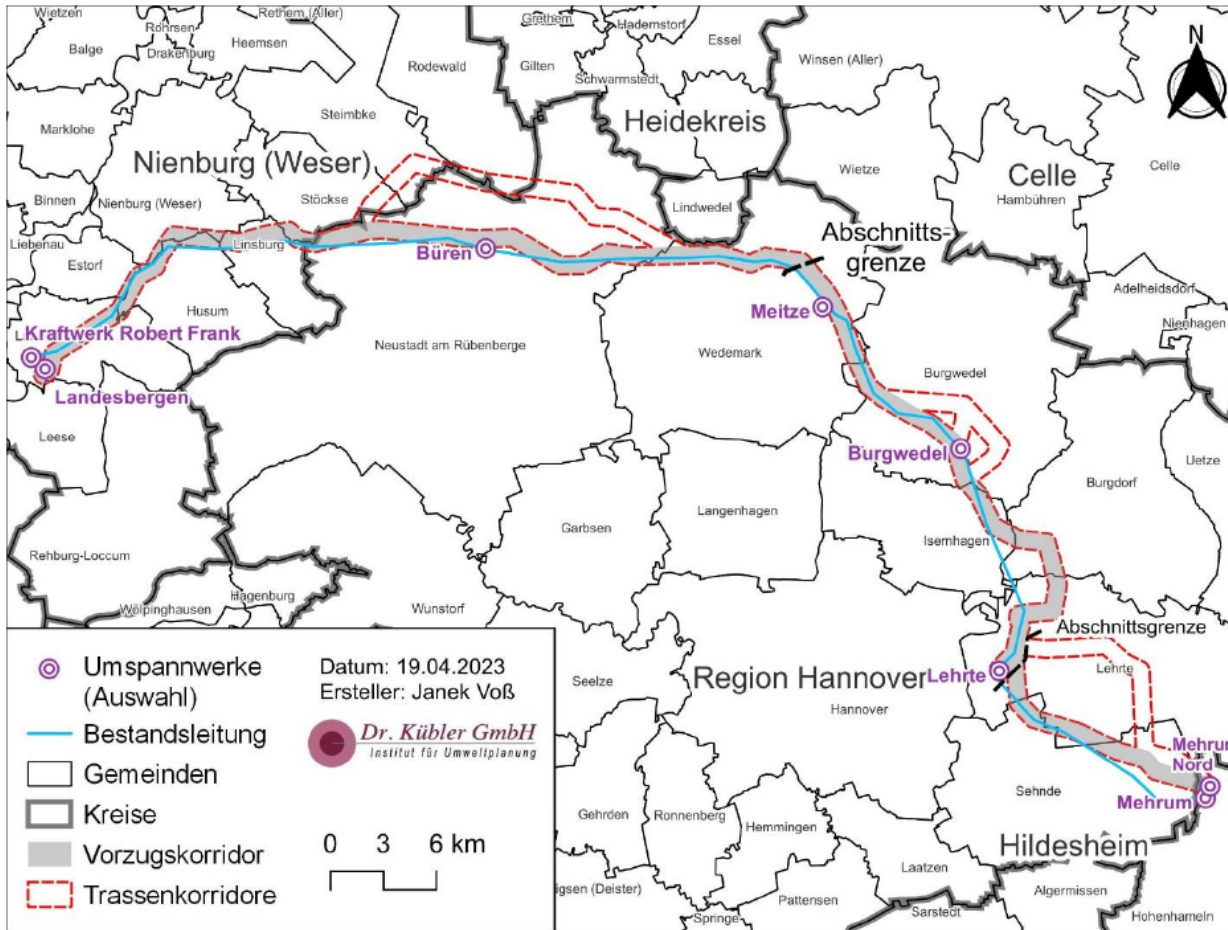 Wietzen
Rohrsen
Rethem (Aller)
Grethem
Hademstorf
Essel
Winsen (Aller)
N
Balge
Drakenburg
Heemsen
Rodewald
Gilten
Schwarmstedt
Marklohe
Steimbke
Heidekreis
Nienburg (Weser)
Wietze
Celle
Celle
Hambühren
Binnen
Nienburg (Weser)
Stöckse
Lindwedel
Liebenau
Linsburg
Büren
Abschnitts-
grenze
Estorf
Adelheidsdorf
Husum
Meitze
Nienhagen
Kraftwerk Robert Frank
Neustadt am Rübenberge
Wedemark
Burgwedel
Landesbergen
Leese
Burgwedel
Uetze
Burgdorf
Langenhagen
Garbsen
Isernhagen
Rehburg-Loccum
Hagenburg
Wölpinghausen
Wunstorf
Abschnittsgrenze
Lehrte
Lehrte
Seelze
Region Hannover
Hannover
Mehrum
Nord
Mehrum
Sehnde
Gehrden
Ronnenberg
Hemmingen
Hildesheim
Laatzen
igsen (Deister)
Pattensen
Algermissen
Springe
Sarstedt
Hohenhameln
Umspannwerke
(Auswahl)
Bestandsleitung
Gemeinden
Kreise
Vorzugskorridor
Trassenkorridore
Datum: 19.04.2023
Ersteller: Janek Voß
Dr. Kübler GmbH
Institut für Umweltplanung
0 3 6 km